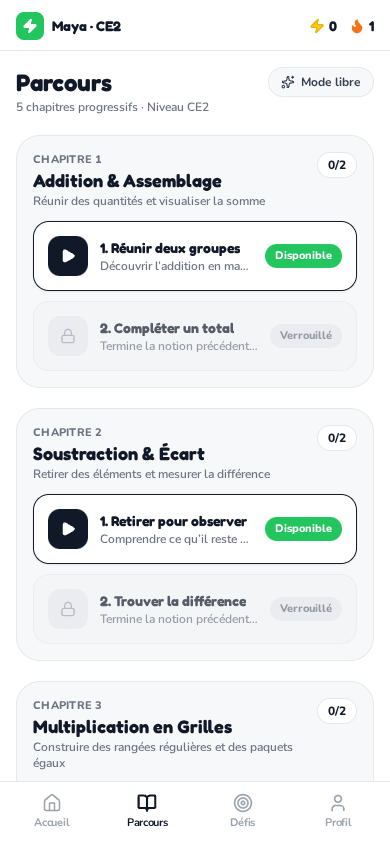 Maya · CE2
0
1
Parcours
Mode libre
5 chapitres progressifs · Niveau CE2
CHAPITRE 1
0/2
Addition & Assemblage
Réunir des quantités et visualiser la somme
1. Réunir deux groupes
Découvrir l'addition en ma...
Disponible
2. Compléter un total
Termine la notion précédent...
Verrouillé
CHAPITRE 2
0/2
Soustraction & Écart
Retirer des éléments et mesurer la différence
1. Retirer pour observer
Comprendre ce qu'il reste ...
Disponible
2. Trouver la différence
Termine la notion précédent...
Verrouillé
CHAPITRE 3
0/2
Multiplication en Grilles
Construire des rangées régulières et des paquets
égaux
Accueil
Parcours
Défis
Profil